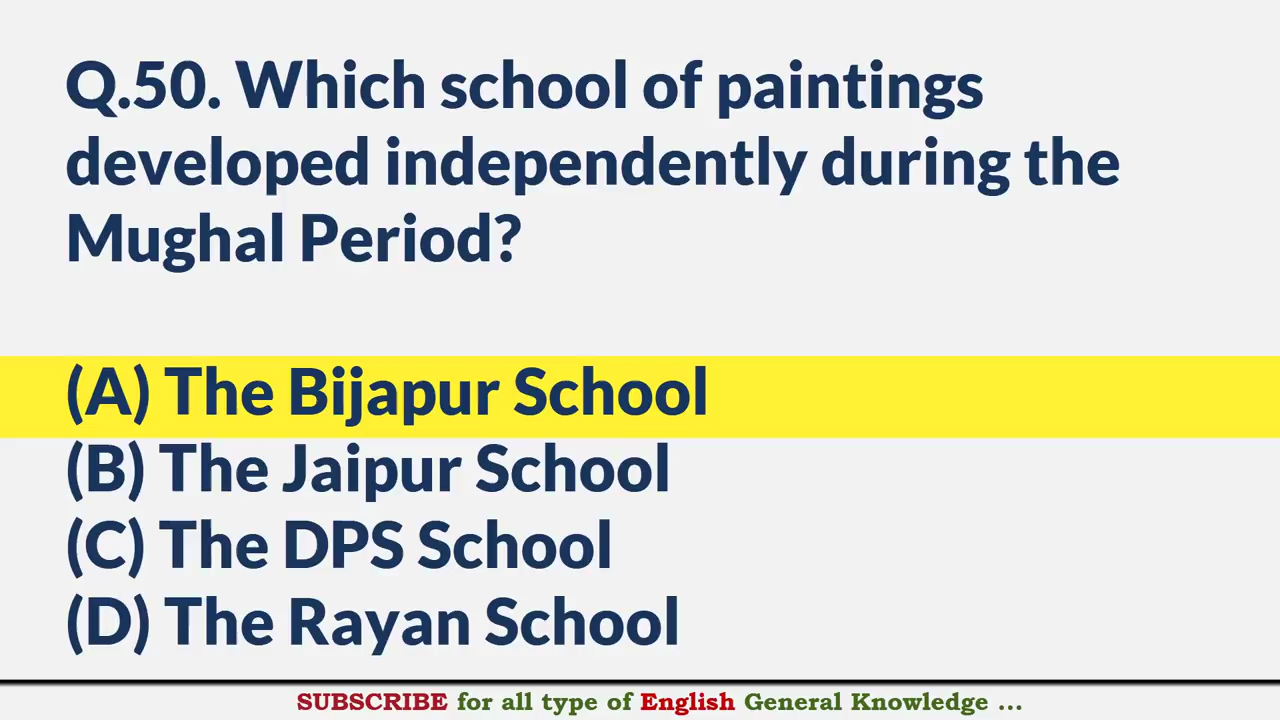 Q.50. Which school of paintings
developed independently during the
Mughal Period?
(A) The Bijapur School
(B) The Jaipur School
(C) The DPS School
(D) The Rayan School
SUBSCRIBE for all type of English General Knowledge ...